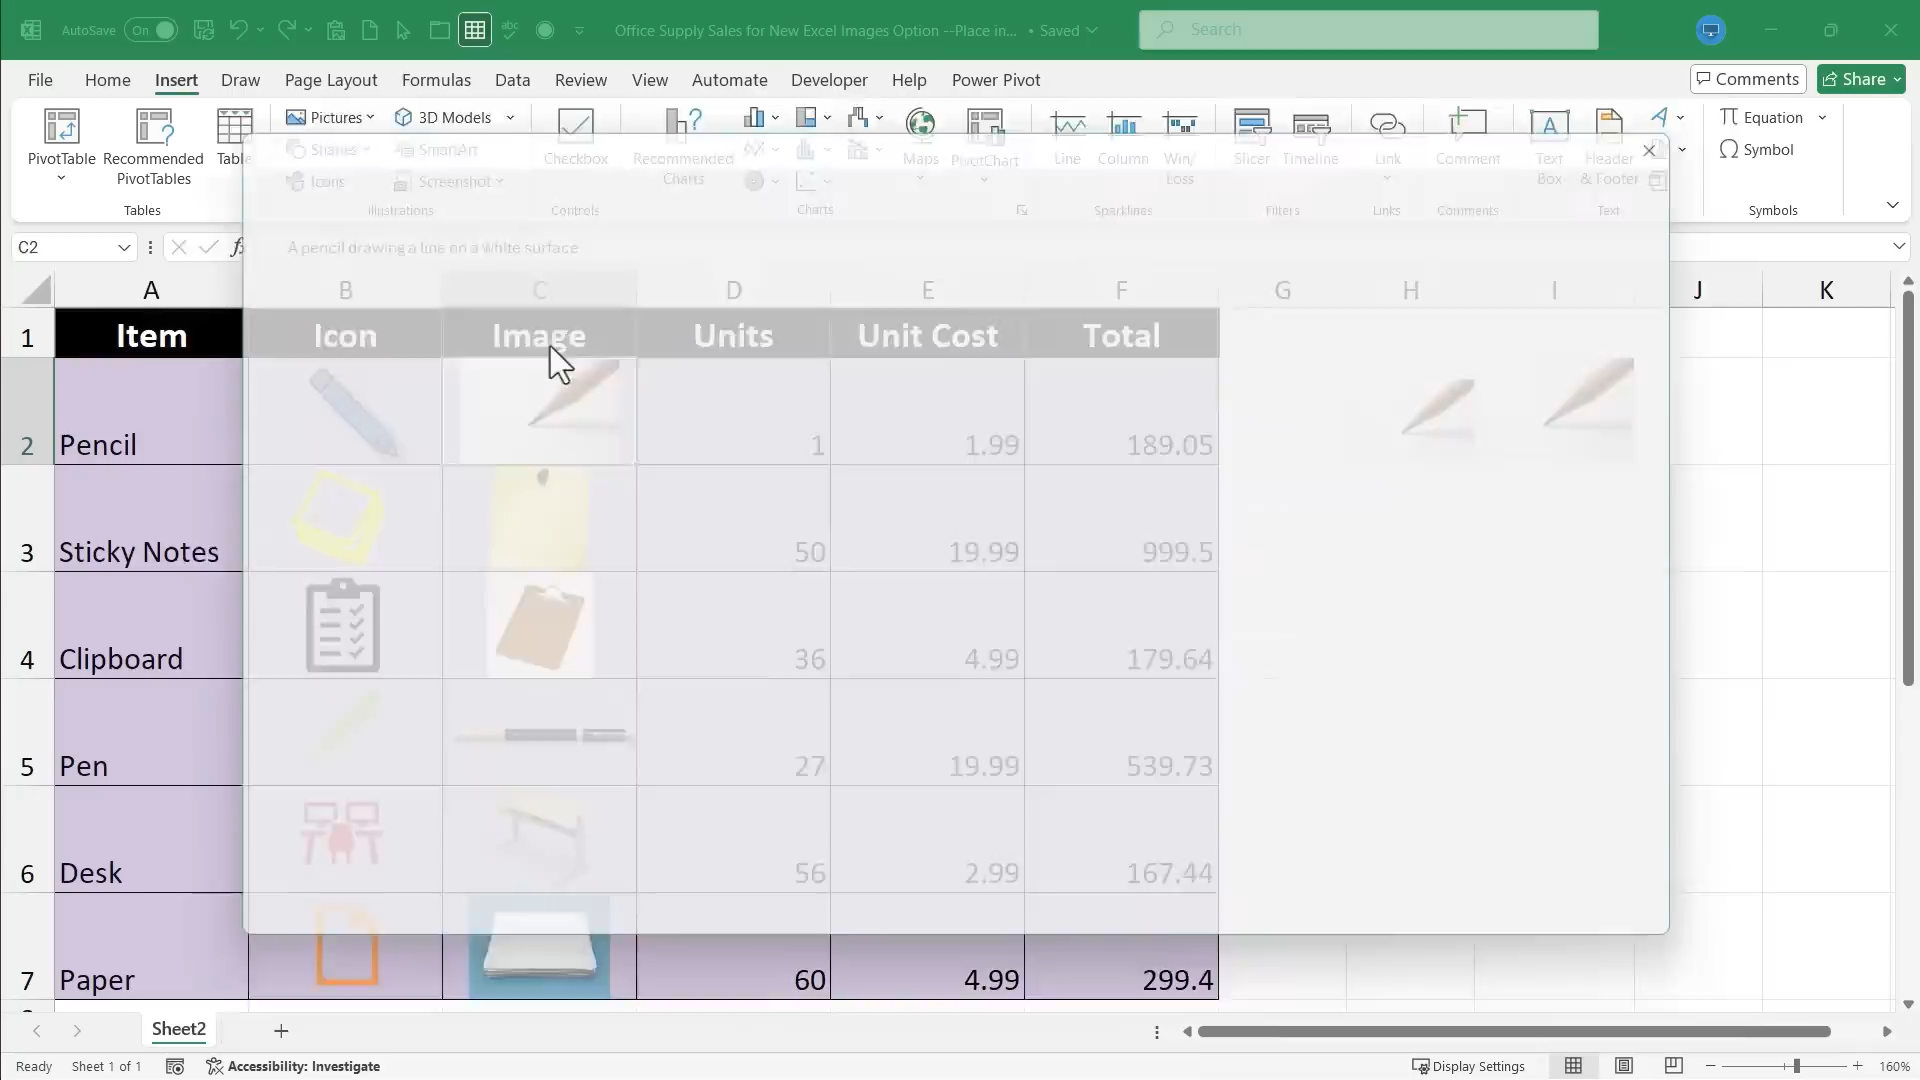 AutoSave On abc Office Supply Sales for New Excel Images Option --Place in... • Saved Search
File Home Insert Draw Page Layout Formulas Data Review View Automate Developer Help Power Pivot Comments Share
PivotTable
Recommended
PivotTables
Table
Tables
Pictures
3D Models
Shapes
SmartArt
Icons
Screenshot
Illustrations
Checkbox
Controls
Recommended
Charts
Maps
PivotChart
Charts
Line
Column
Win/
Loss
Sparklines
Slicer
Timeline
Filters
Link
Links
Comment
Comments
Text
Box
Header
& Footer
Text
Equation
Symbol
Symbols
C2 fx
A pencil drawing a line on a white surface
A B C D E F G H I J K
1 Item Icon Image Units Unit Cost Total
2 Pencil 1 1.99 189.05
3 Sticky Notes 50 19.99 999.5
4 Clipboard 36 4.99 179.64
5 Pen 27 19.99 539.73
6 Desk 56 2.99 167.44
7 Paper 60 4.99 299.4
Sheet2
Ready Sheet 1 of 1 Accessibility: Investigate Display Settings 160%